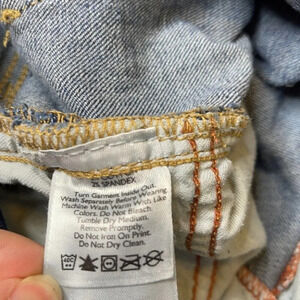 2% SPANDEX
Turn Garment Inside Out.
Wash Separately Before Wearing.
Machine Wash Warm With Like
Colors. Do Not Bleach.
Tumble Dry Medium.
Remove Promptly.
Do Not Iron On Print.
Do Not Dry Clean.